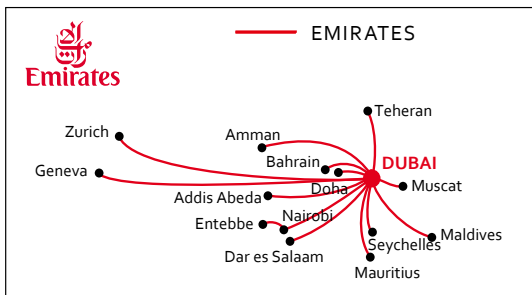 EMIRATES
Emirates
Teheran
Zurich
Amman
Bahrain
DUBAI
Geneva
Doha
Muscat
Addis Abeda
Entebbe
Nairobi
Seychelles
Maldives
Dar es Salaam
Mauritius